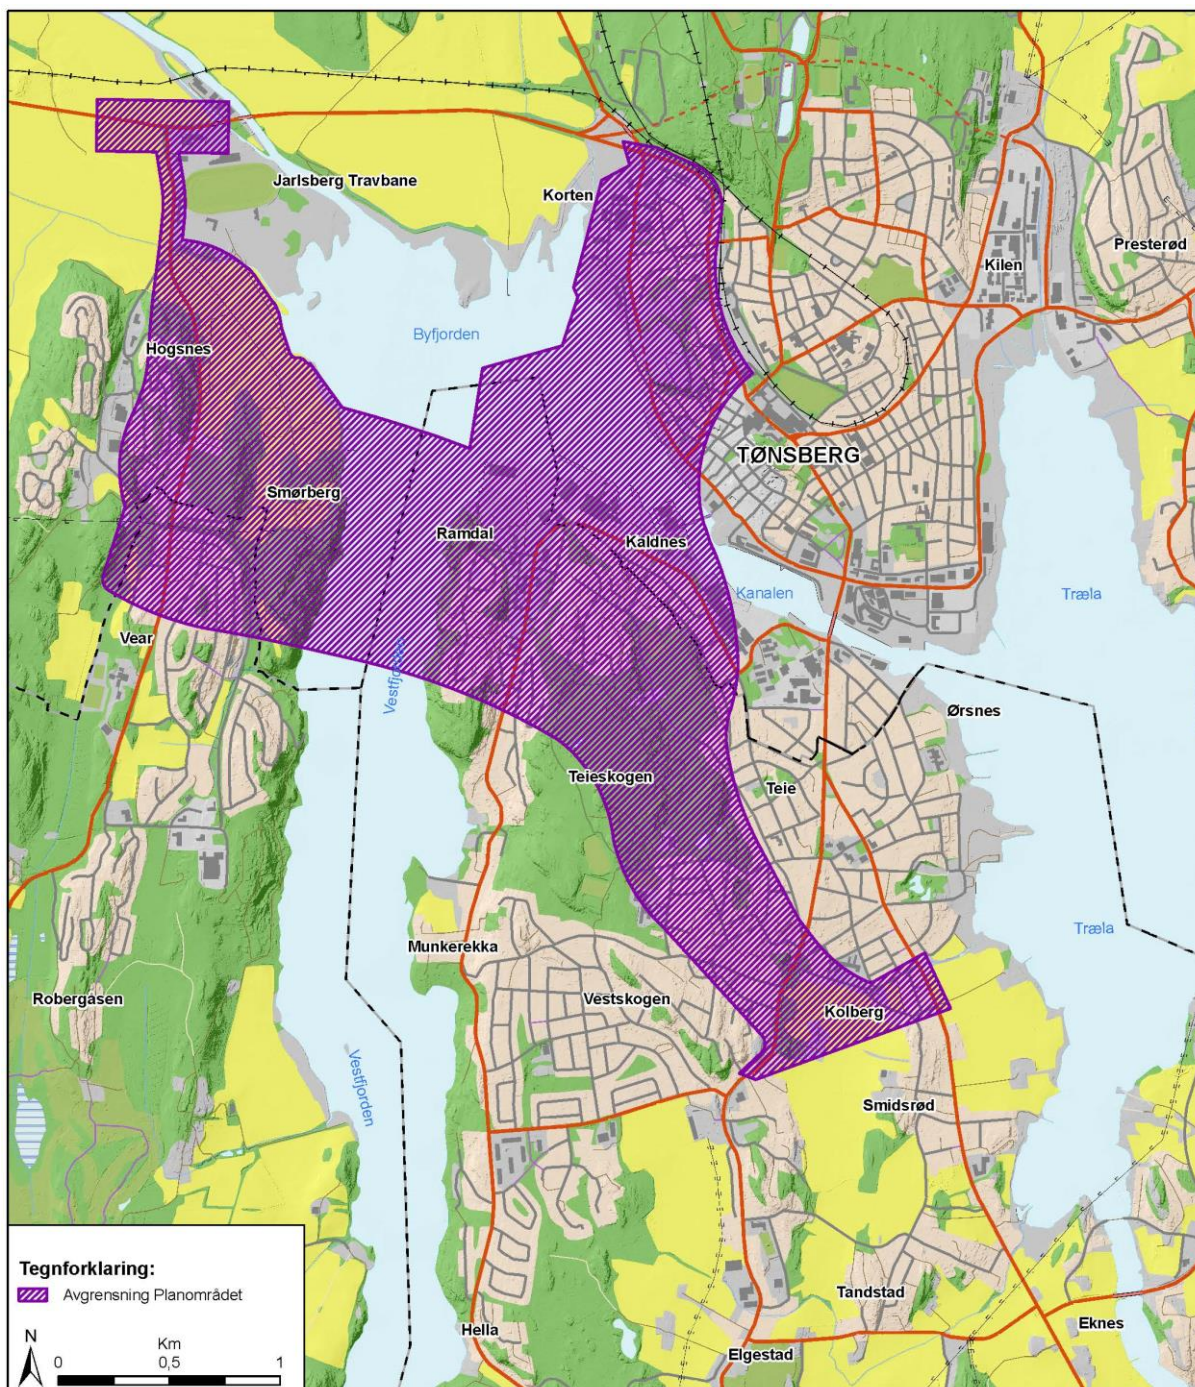 Jarlsberg Travbane
Korten
Presterød
Kilen
Byfjorden
Hogsnes
TØNSBERG
Smørberg
Ramdal
Kaldnes
Kanalen
Træla
Vear
Vestfjorden
Ørsnes
Teieskogen
Teie
Munkerekka
Træla
Robergåsen
Vestskogen
Kolberg
Vestfjorden
Smidsrød
Tegnforklaring:
Avgrensning Planområdet
Tandstad
Eknes
Hella
Elgestad
N
Km
0 0,5 1